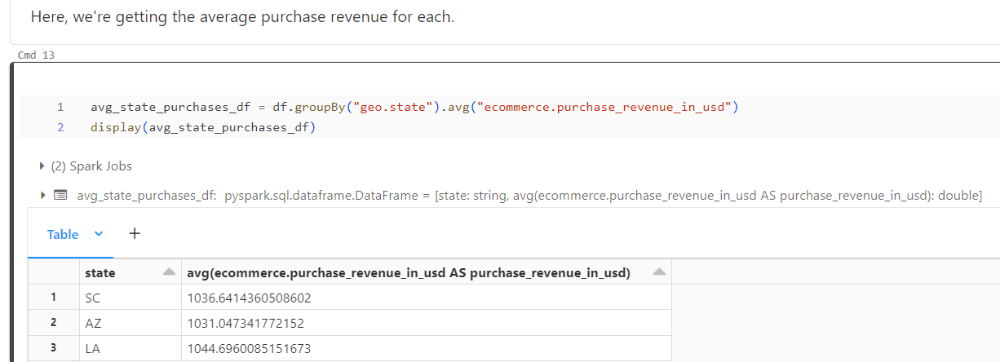 Here, we're getting the average purchase revenue for each.
Cmd 13
1 avg_state_purchases_df = df.groupBy("geo.state").avg("ecommerce.purchase_revenue_in_usd")
2 display(avg_state_purchases_df)
(2) Spark Jobs
avg_state_purchases_df: pyspark.sql.dataframe.DataFrame = [state: string, avg(ecommerce.purchase_revenue_in_usd AS purchase_revenue_in_usd): double]
Table +
state avg(ecommerce.purchase_revenue_in_usd AS purchase_revenue_in_usd)
1 SC 1036.6414360508602
2 AZ 1031.047341772152
3 LA 1044.6960085151673